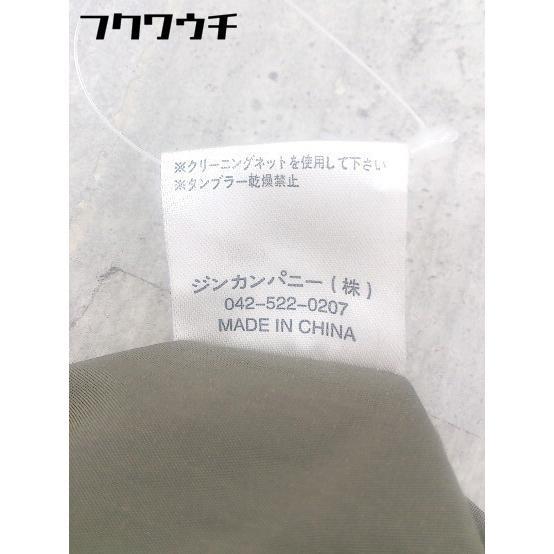 フクワウチ
※クリーニングネットを使用して下さい
※タンブラー乾燥禁止
ジンカンパニー(株)
042-522-0207
MADE IN CHINA